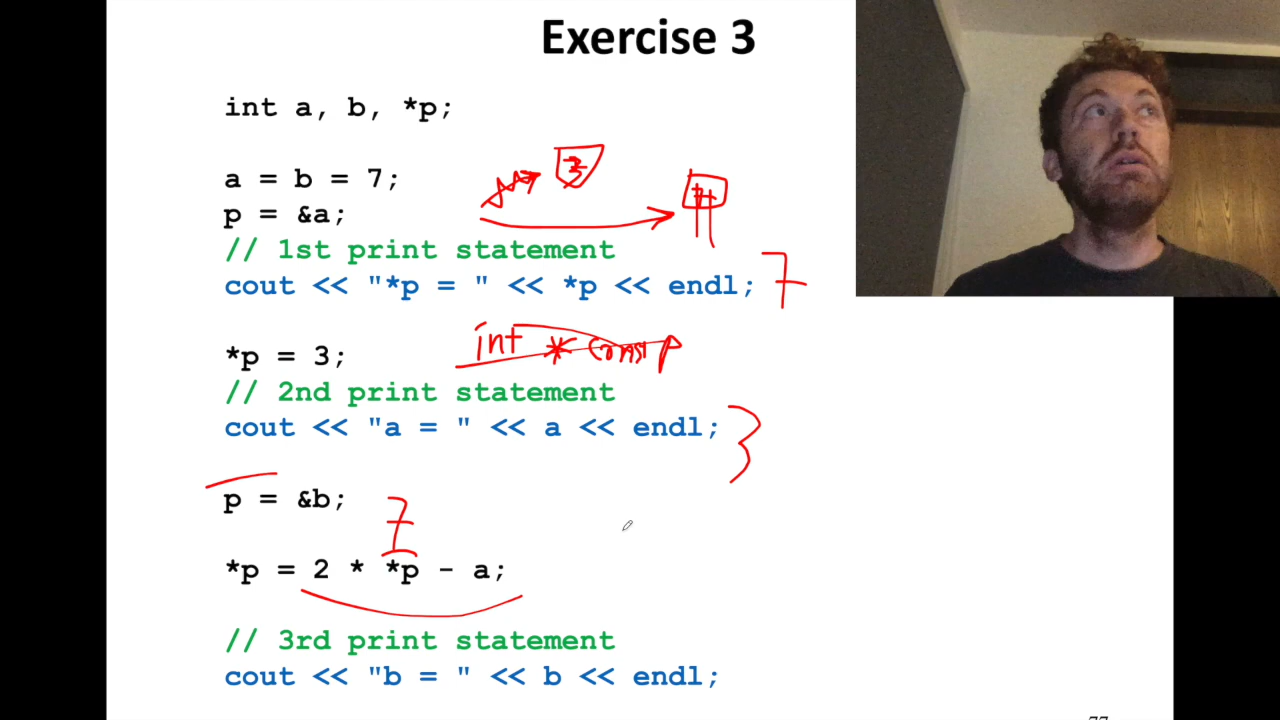 Exercise 3
int a, b, *p;
a = b = 7;
3
p = &a;
// 1st print statement
cout << "*p = " << *p << endl; 7
int * const p
*p = 3;
// 2nd print statement
cout << "a = " << a << endl; 3
p = &b;
7
*p = 2 * *p - a;
// 3rd print statement
cout << "b = " << b << endl;